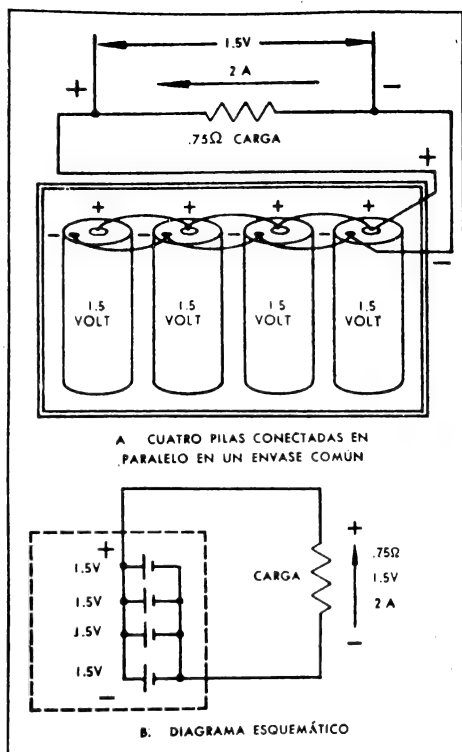 1.5V
+ 2 A -
.75Ω CARGA
+
+ + + +
- - - -
-
1.5 1.5 1.5 1.5
VOLT VOLT VOLT VOLT
A CUATRO PILAS CONECTADAS EN
PARALELO EN UN ENVASE COMÚN
+
1.5V
1.5V
1.5V
1.5V
-
CARGA
+
.75Ω
1.5V
2 A
-
B. DIAGRAMA ESQUEMÁTICO